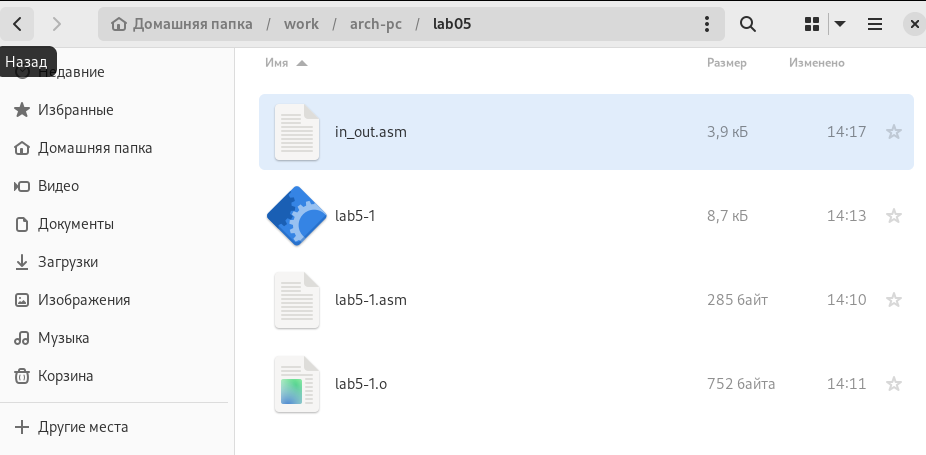 Домашняя папка / work / arch-pc / lab05
Назад
Недавние
Избранные
Домашняя папка
Видео
Документы
Загрузки
Изображения
Музыка
Корзина
Другие места
Имя Размер Изменено
in_out.asm 3,9 кБ 14:17
lab5-1 8,7 кБ 14:13
lab5-1.asm 285 байт 14:10
lab5-1.o 752 байта 14:11